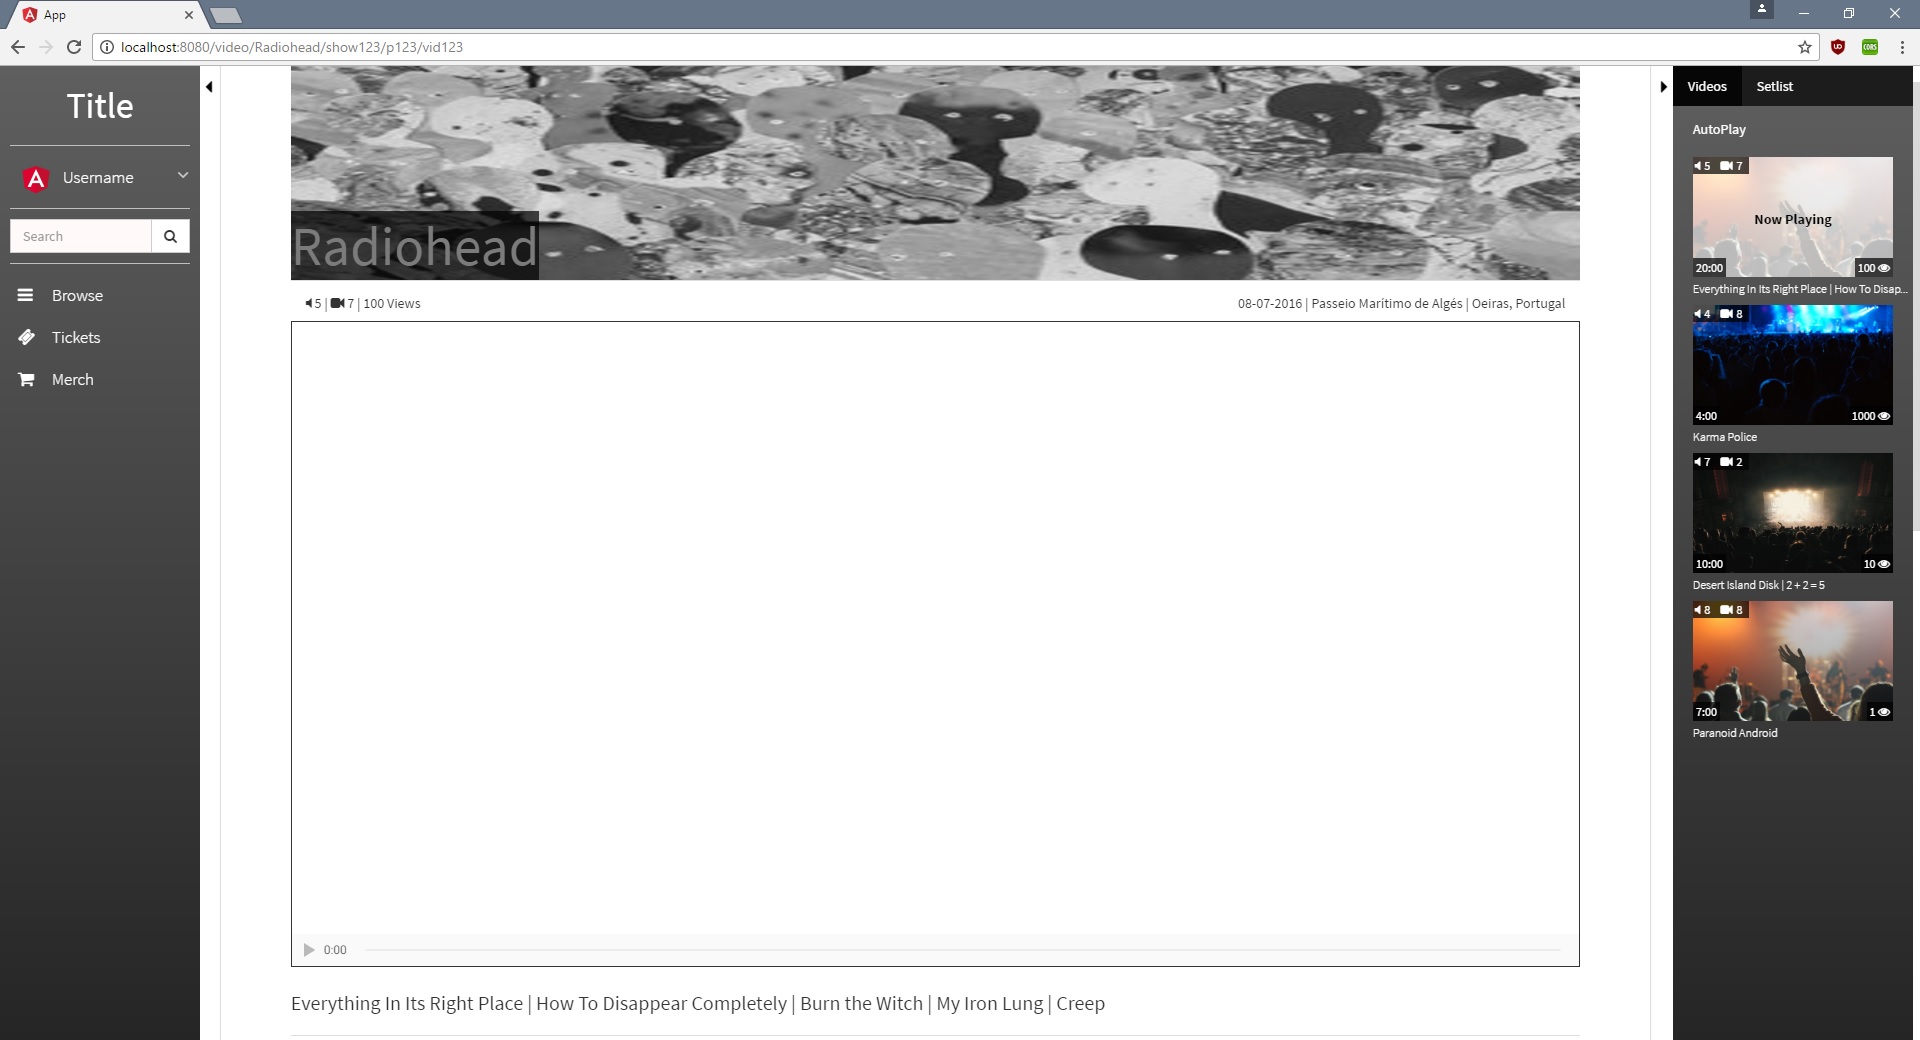 App
localhost:8080/video/Radiohead/show123/p123/vid123
UD
CORS
Title
Username
Search
Browse
Tickets
Merch
Radiohead
5 | 7 | 100 Views
08-07-2016 | Passeio Marítimo de Algés | Oeiras, Portugal
0:00
Everything In Its Right Place | How To Disappear Completely | Burn the Witch | My Iron Lung | Creep
Videos Setlist
AutoPlay
5 7
Now Playing
20:00 100
Everything In Its Right Place | How To Disap...
4 8
4:00 1000
Karma Police
7 2
10:00 10
Desert Island Disk | 2 + 2 = 5
8 8
7:00 1
Paranoid Android